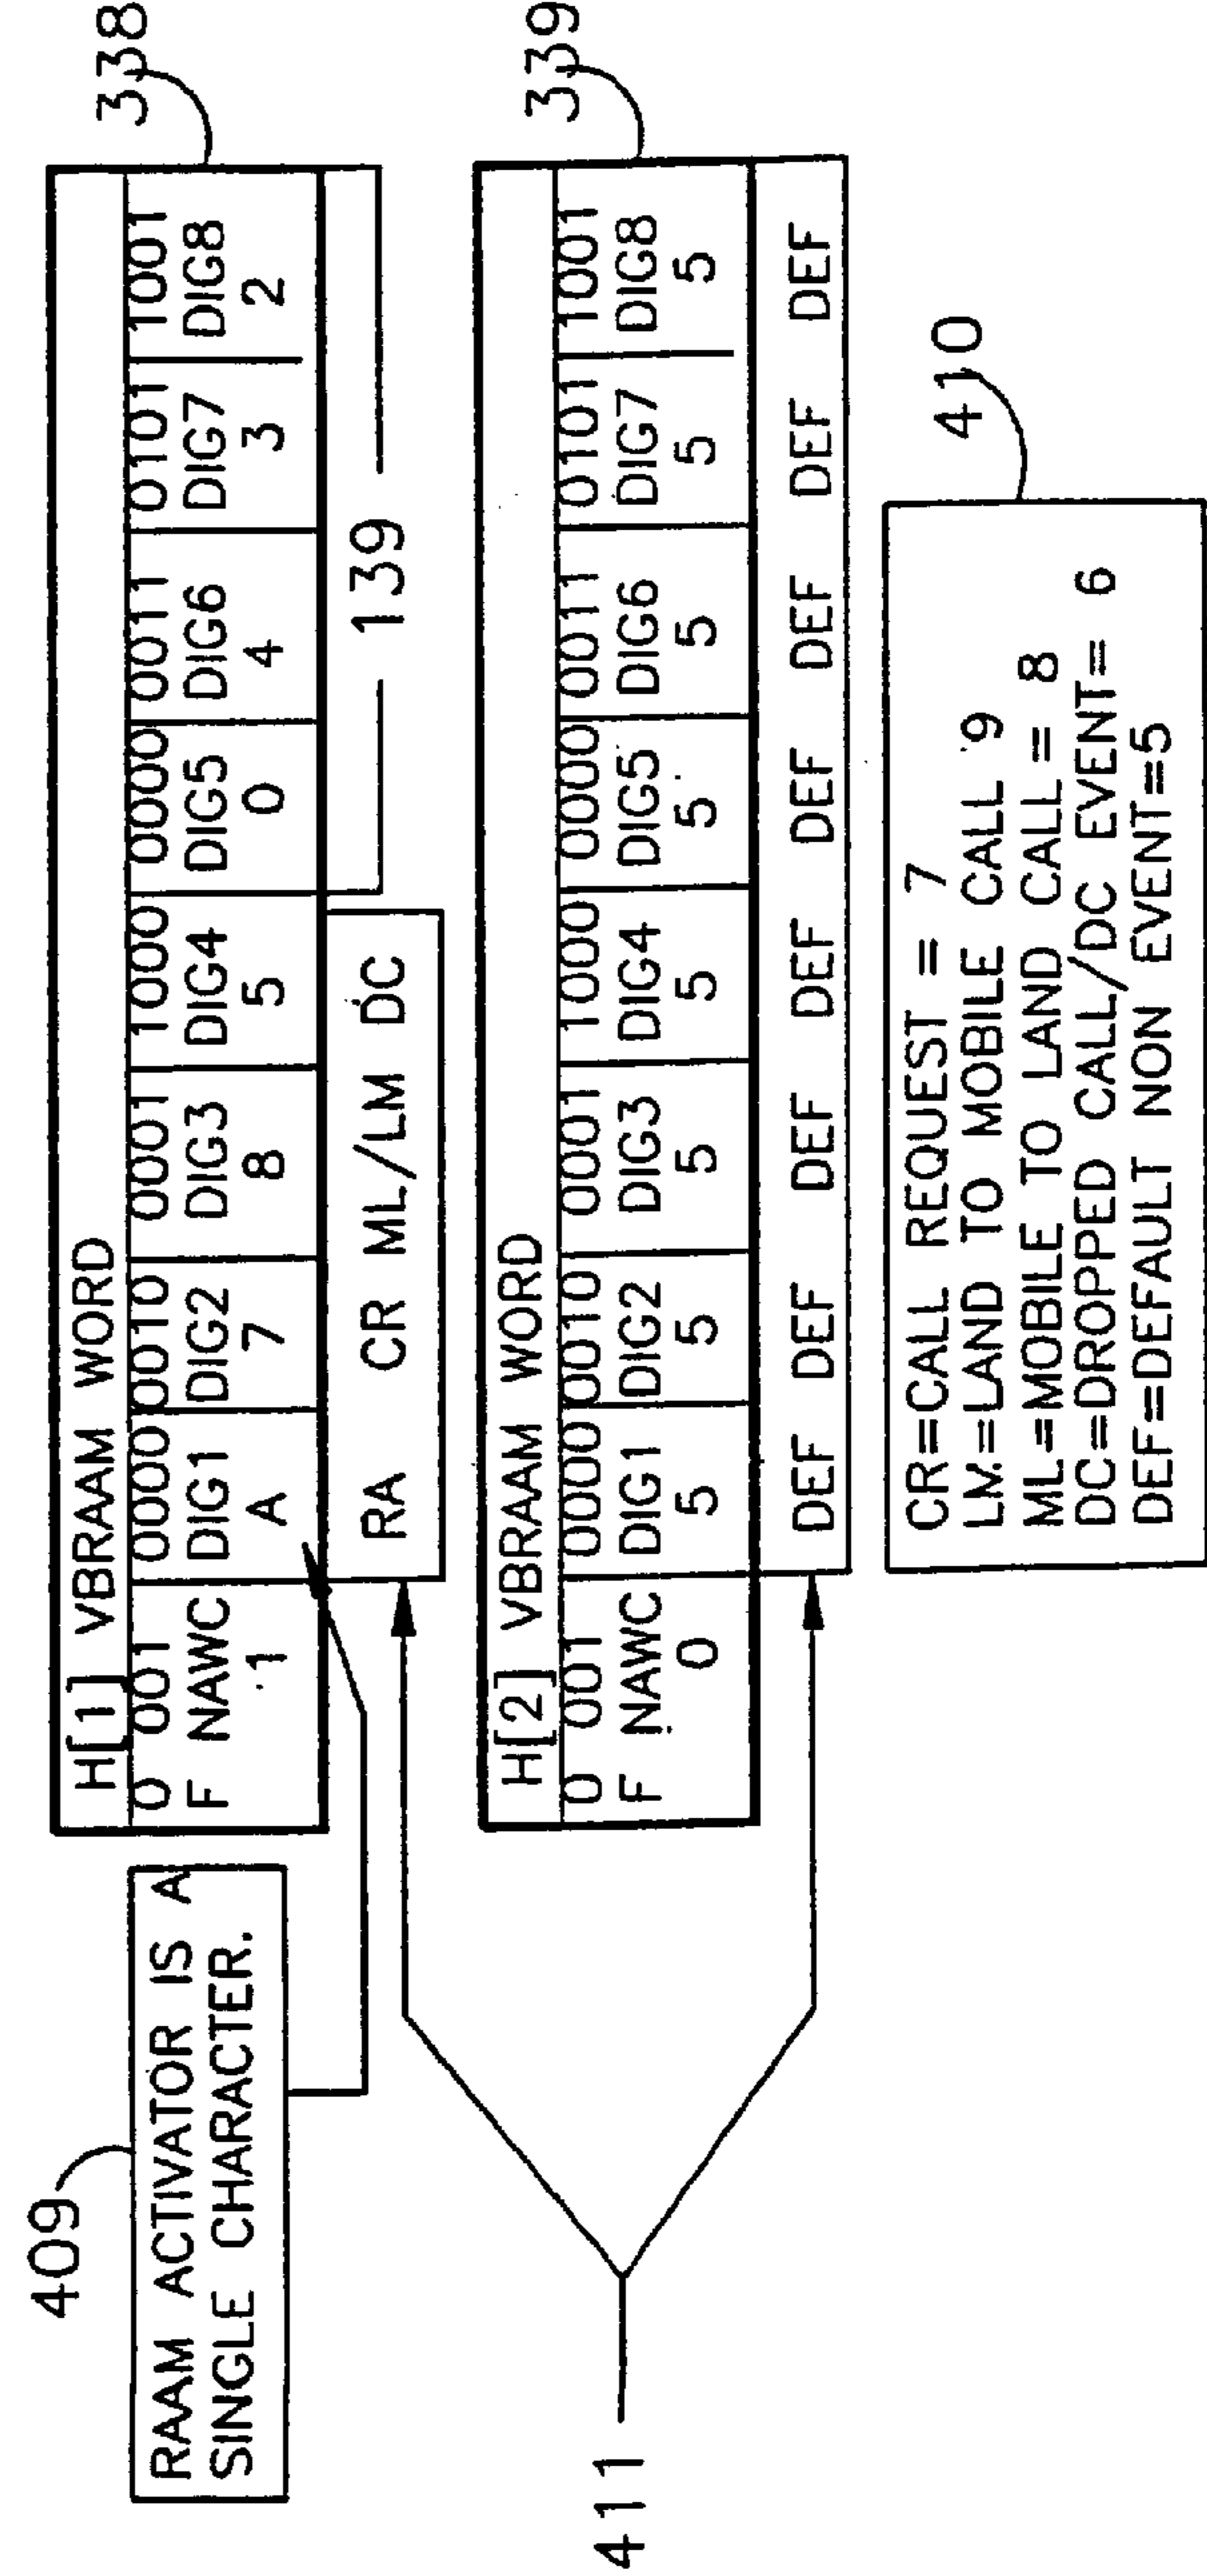 409
RAAM ACTIVATOR IS A
SINGLE CHARACTER.
H[1] VBRAAM WORD
0 001 0000 0010 0001 1000 0000 0011 0101 1001
F NAWC DIG1 DIG2 DIG3 DIG4 DIG5 DIG6 DIG7 DIG8
1 A 7 8 5 0 4 3 2
338
RA CR ML/LM DC
139
H[2] VBRAAM WORD
0 001 0000 0010 0001 1000 0000 0011 0101 1001
F NAWC DIG1 DIG2 DIG3 DIG4 DIG5 DIG6 DIG7 DIG8
0 5 5 5 5 5 5 5 5
339
DEF DEF DEF DEF DEF DEF DEF DEF
411
410
CR=CALL REQUEST = 7
LM=LAND TO MOBILE CALL 9
ML=MOBILE TO LAND CALL = 8
DC=DROPPED CALL/DC EVENT= 6
DEF=DEFAULT NON EVENT=5